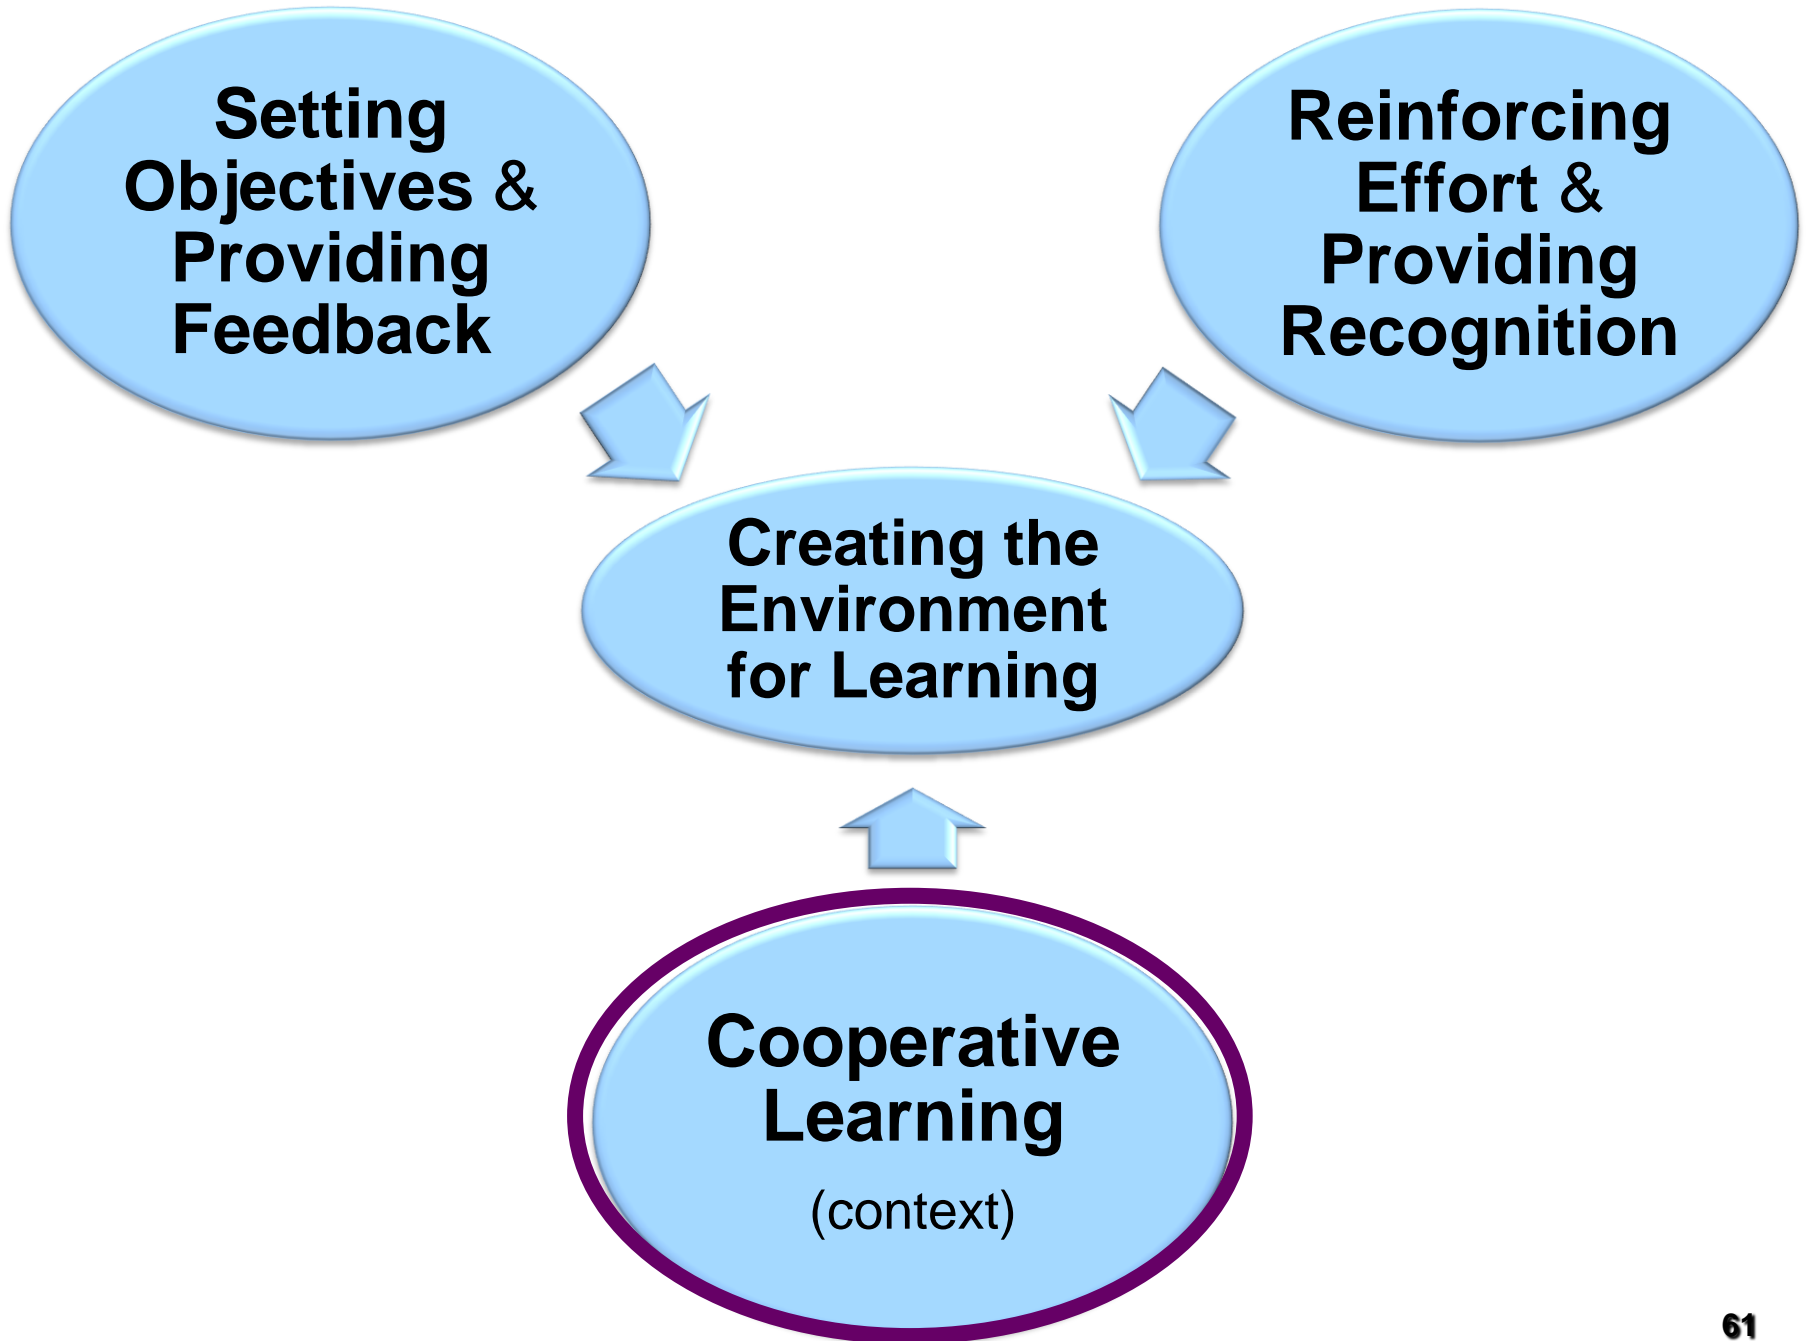 Setting
Objectives &
Providing
Feedback
Reinforcing
Effort &
Providing
Recognition
Creating the
Environment
for Learning
Cooperative
Learning
(context)
61